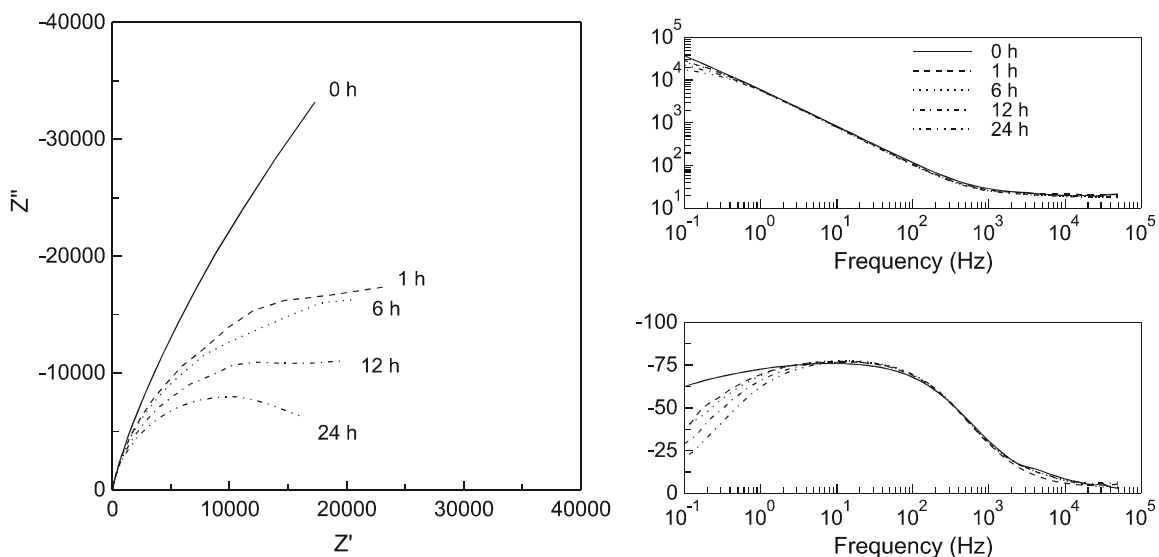 -40000
-30000
-20000
-10000
0
Z"
0 h
1 h
6 h
12 h
24 h
0 10000 20000 30000 40000
Z'
10^5
10^4
10^3
10^2
10^1
0 h
1 h
6 h
12 h
24 h
10^-1 10^0 10^1 10^2 10^3 10^4 10^5
Frequency (Hz)
-100
-75
-50
-25
0
10^-1 10^0 10^1 10^2 10^3 10^4 10^5
Frequency (Hz)